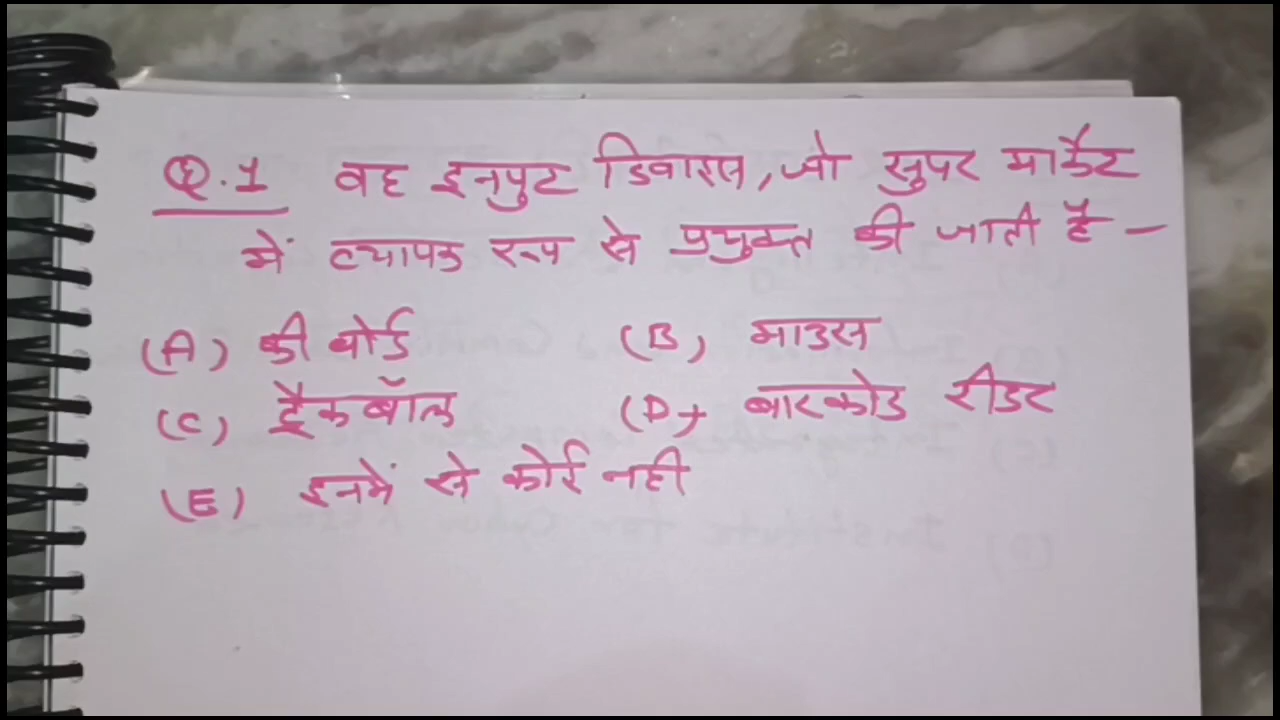 Q.1 वह इनपुट डिवाइस, जो सुपर मार्केट
में व्यापक रूप से प्रयुक्त की जाती है -
(A) की बोर्ड (B) माउस
(C) ट्रैकबॉल (D) बारकोड रीडर
(E) इनमें से कोई नही